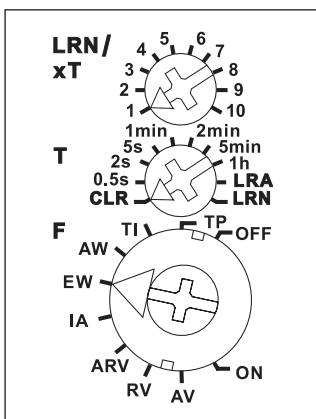 LRN/
xT
1
2
3
4
5
6
7
8
9
10
T
CLR
0.5s
2s
5s
1min
2min
5min
1h
LRA
LRN
F
TI
AW
EW
IA
ARV
RV
AV
TP
OFF
ON